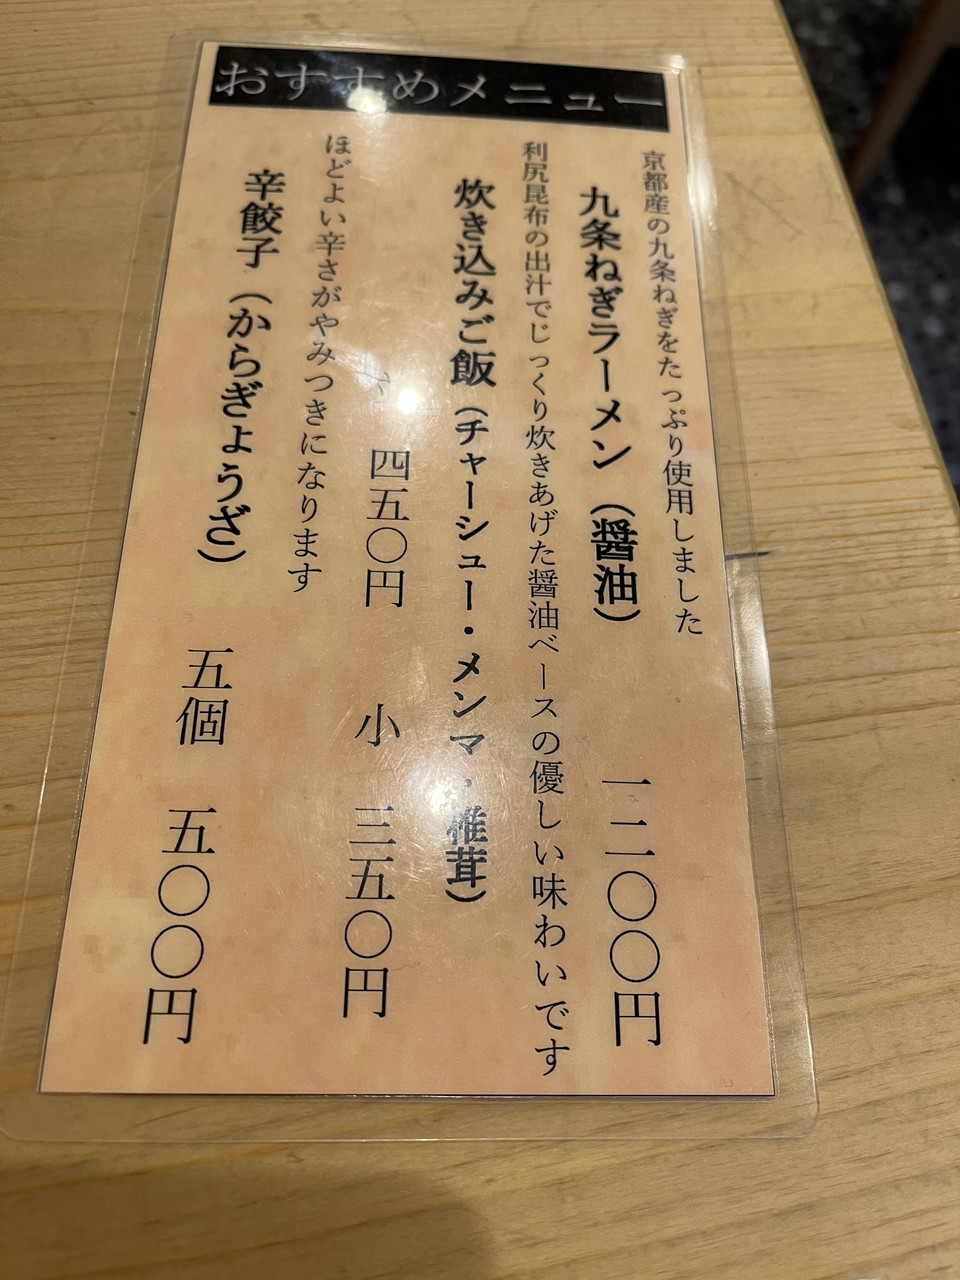 おすすめメニュー
京都産の九条ねぎをたっぷり使用しました
九条ねぎラーメン（醤油） 一二〇〇円
利尻昆布の出汁でじっくり炊きあげた醤油ベースの優しい味わいです
炊き込みご飯（チャーシュー・メンマ・椎茸）
四五〇円 小 三五〇円
ほどよい辛さがやみつきになります
辛餃子（からぎょうざ） 五個 五〇〇円